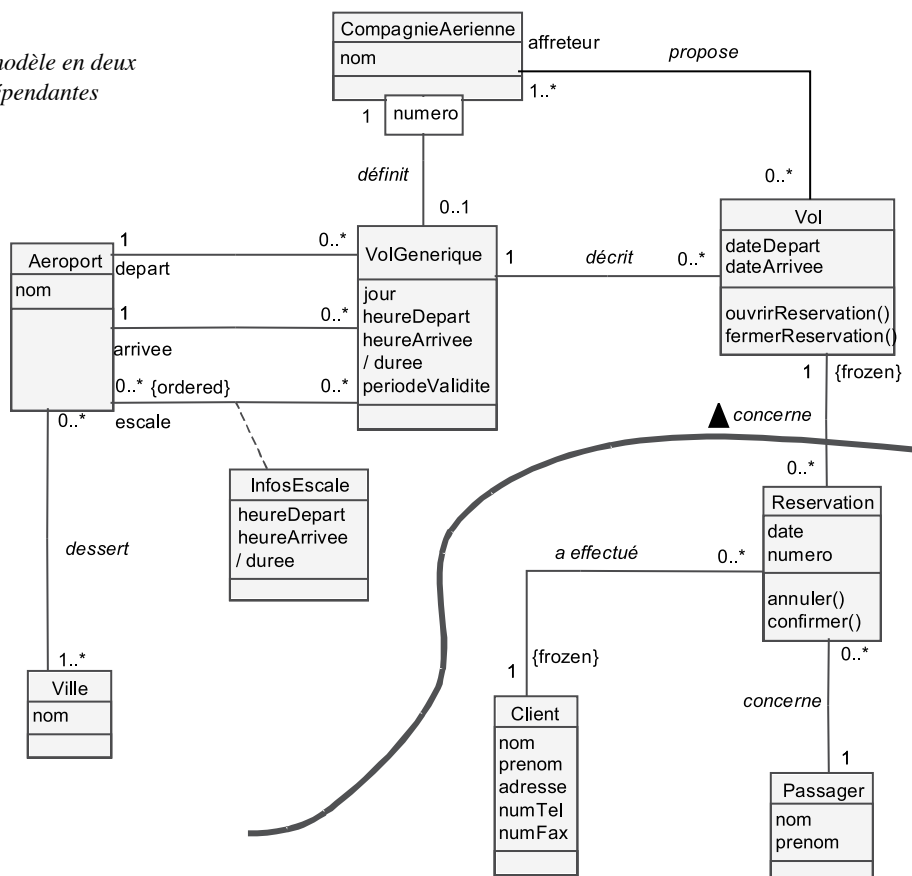 modèle en deux
épendantes
CompagnieAerienne
nom
affreteur
propose
1..*
1
numero
définit
0..1
0..*
Aeroport
nom
1
depart
0..*
1
arrivee
0..*
0..* {ordered}
escale
0..*
0..*
VolGenerique
jour
heureDepart
heureArrivee
/ duree
periodeValidite
1
décrit
0..*
Vol
dateDepart
dateArrivee
ouvrirReservation()
fermerReservation()
1
{frozen}
concerne
0..*
InfosEscale
heureDepart
heureArrivee
/ duree
dessert
1..*
Ville
nom
Reservation
date
numero
annuler()
confirmer()
a effectué
0..*
{frozen}
1
Client
nom
prenom
adresse
numTel
numFax
0..*
concerne
1
Passager
nom
prenom